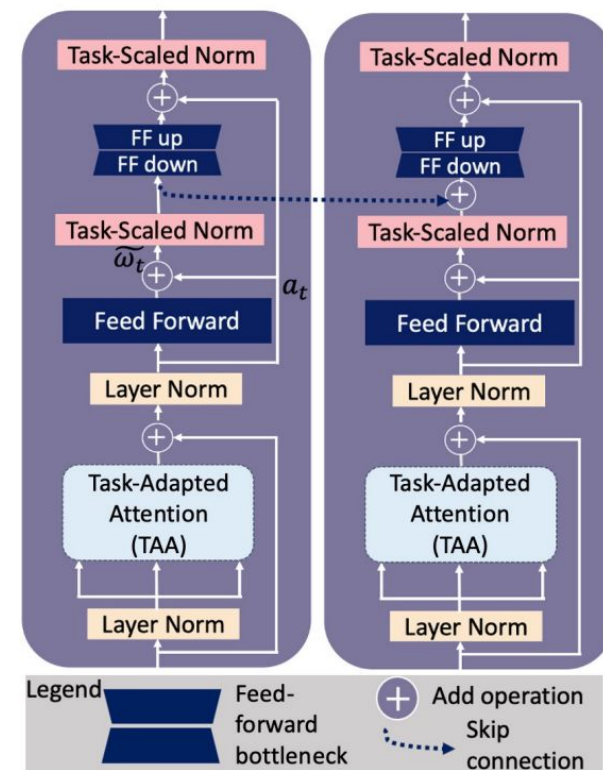 Task-Scaled Norm
+
FF up
FF down
Task-Scaled Norm
ω̃_t
+
a_t
Feed Forward
Layer Norm
+
Task-Adapted
Attention
(TAA)
Layer Norm
Task-Scaled Norm
+
FF up
FF down
+
Task-Scaled Norm
+
Feed Forward
Layer Norm
+
Task-Adapted
Attention
(TAA)
Layer Norm
Legend
Feed-
forward
bottleneck
+
Add operation
Skip
connection